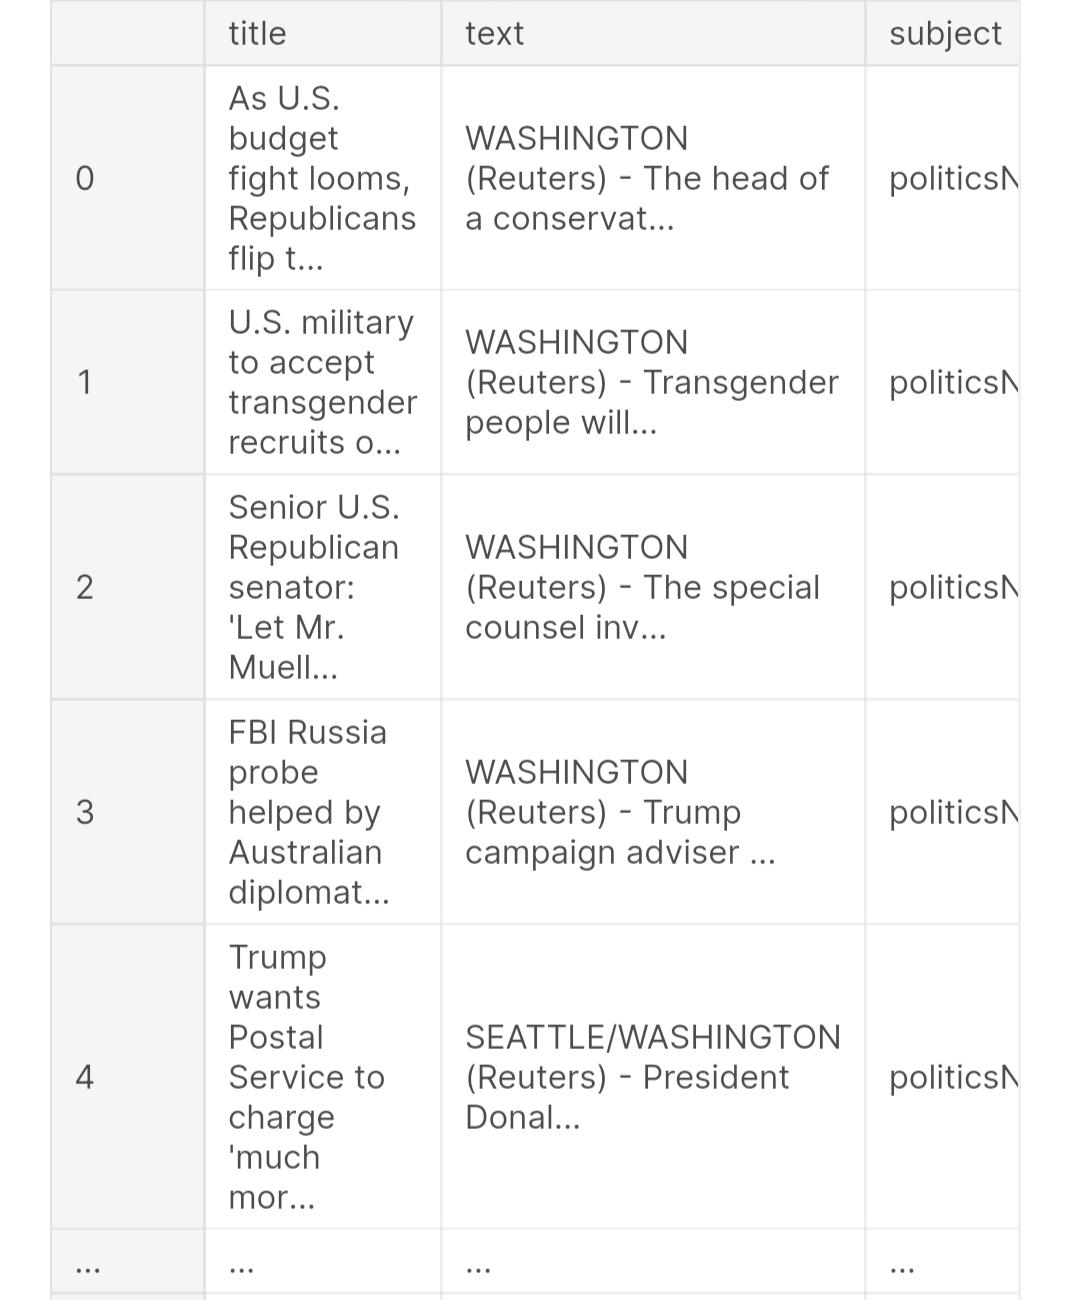 title text subject
0
As U.S.
budget
fight looms,
Republicans
flip t...
WASHINGTON
(Reuters) - The head of
a conservat...
politicsN
1
U.S. military
to accept
transgender
recruits o...
WASHINGTON
(Reuters) - Transgender
people will...
politicsN
2
Senior U.S.
Republican
senator:
'Let Mr.
Muell...
WASHINGTON
(Reuters) - The special
counsel inv...
politicsN
3
FBI Russia
probe
helped by
Australian
diplomat...
WASHINGTON
(Reuters) - Trump
campaign adviser ...
politicsN
4
Trump
wants
Postal
Service to
charge
'much
mor...
SEATTLE/WASHINGTON
(Reuters) - President
Donal...
politicsN
... ... ... ...